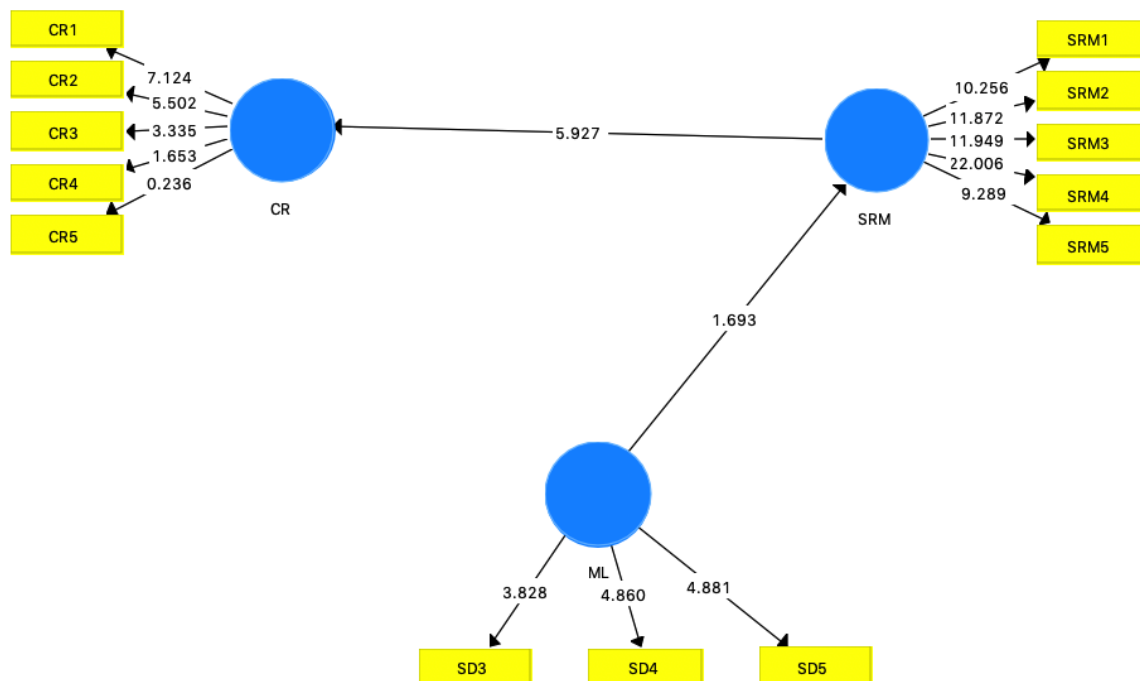 CR1
CR2
CR3
CR4
CR5
7.124
5.502
3.335
1.653
0.236
CR
5.927
SRM
10.256
11.872
11.949
22.006
9.289
SRM1
SRM2
SRM3
SRM4
SRM5
1.693
ML
3.828
4.860
4.881
SD3
SD4
SD5